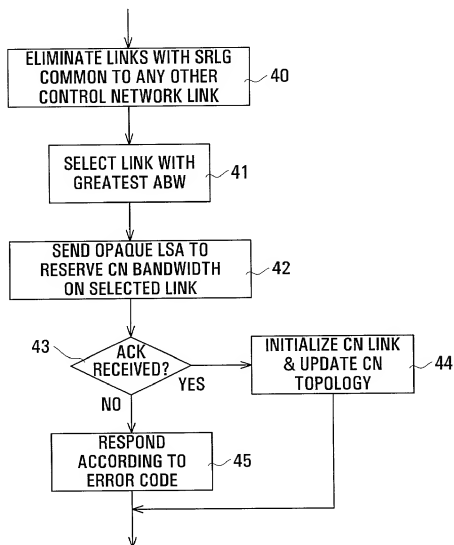 ELIMINATE LINKS WITH SRLG
COMMON TO ANY OTHER
CONTROL NETWORK LINK
40
SELECT LINK WITH
GREATEST ABW
41
SEND OPAQUE LSA TO
RESERVE CN BANDWIDTH
ON SELECTED LINK
42
43
ACK
RECEIVED?
YES
NO
INITIALIZE CN LINK
& UPDATE CN
TOPOLOGY
44
RESPOND
ACCORDING TO
ERROR CODE
45